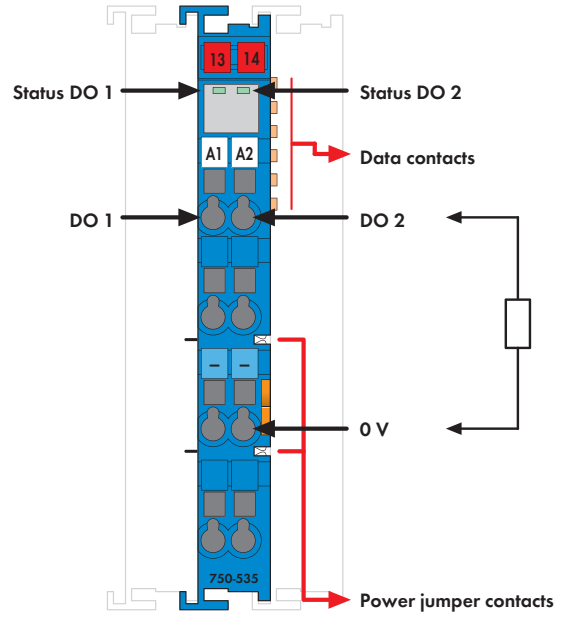 13 14
Status DO 1
Status DO 2
Data contacts
A1 A2
DO 1
DO 2
– –
0 V
750-535
Power jumper contacts